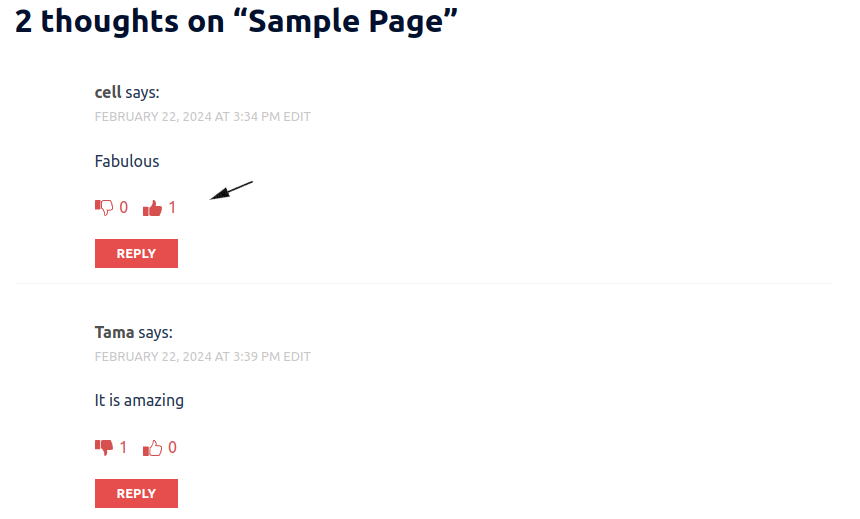 2 thoughts on “Sample Page”
cell says:
FEBRUARY 22, 2024 AT 3:34 PM EDIT
Fabulous
0 1
REPLY
Tama says:
FEBRUARY 22, 2024 AT 3:39 PM EDIT
It is amazing
1 0
REPLY